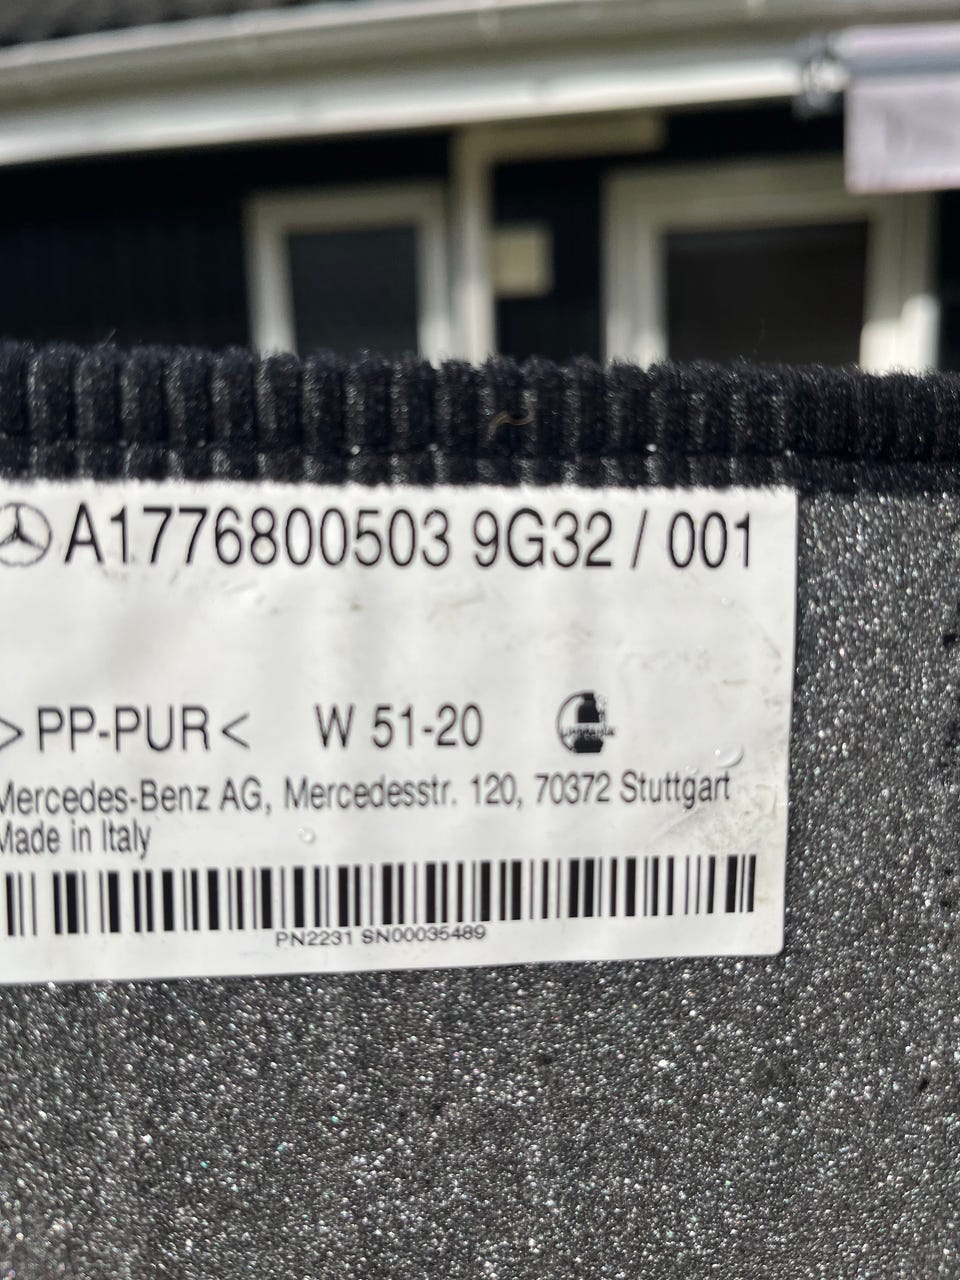 A1776800503 9G32 / 001
>PP-PUR< W 51-20
Mercedes-Benz AG, Mercedesstr. 120, 70372 Stuttgart
Made in Italy
PN2231 SN00035489